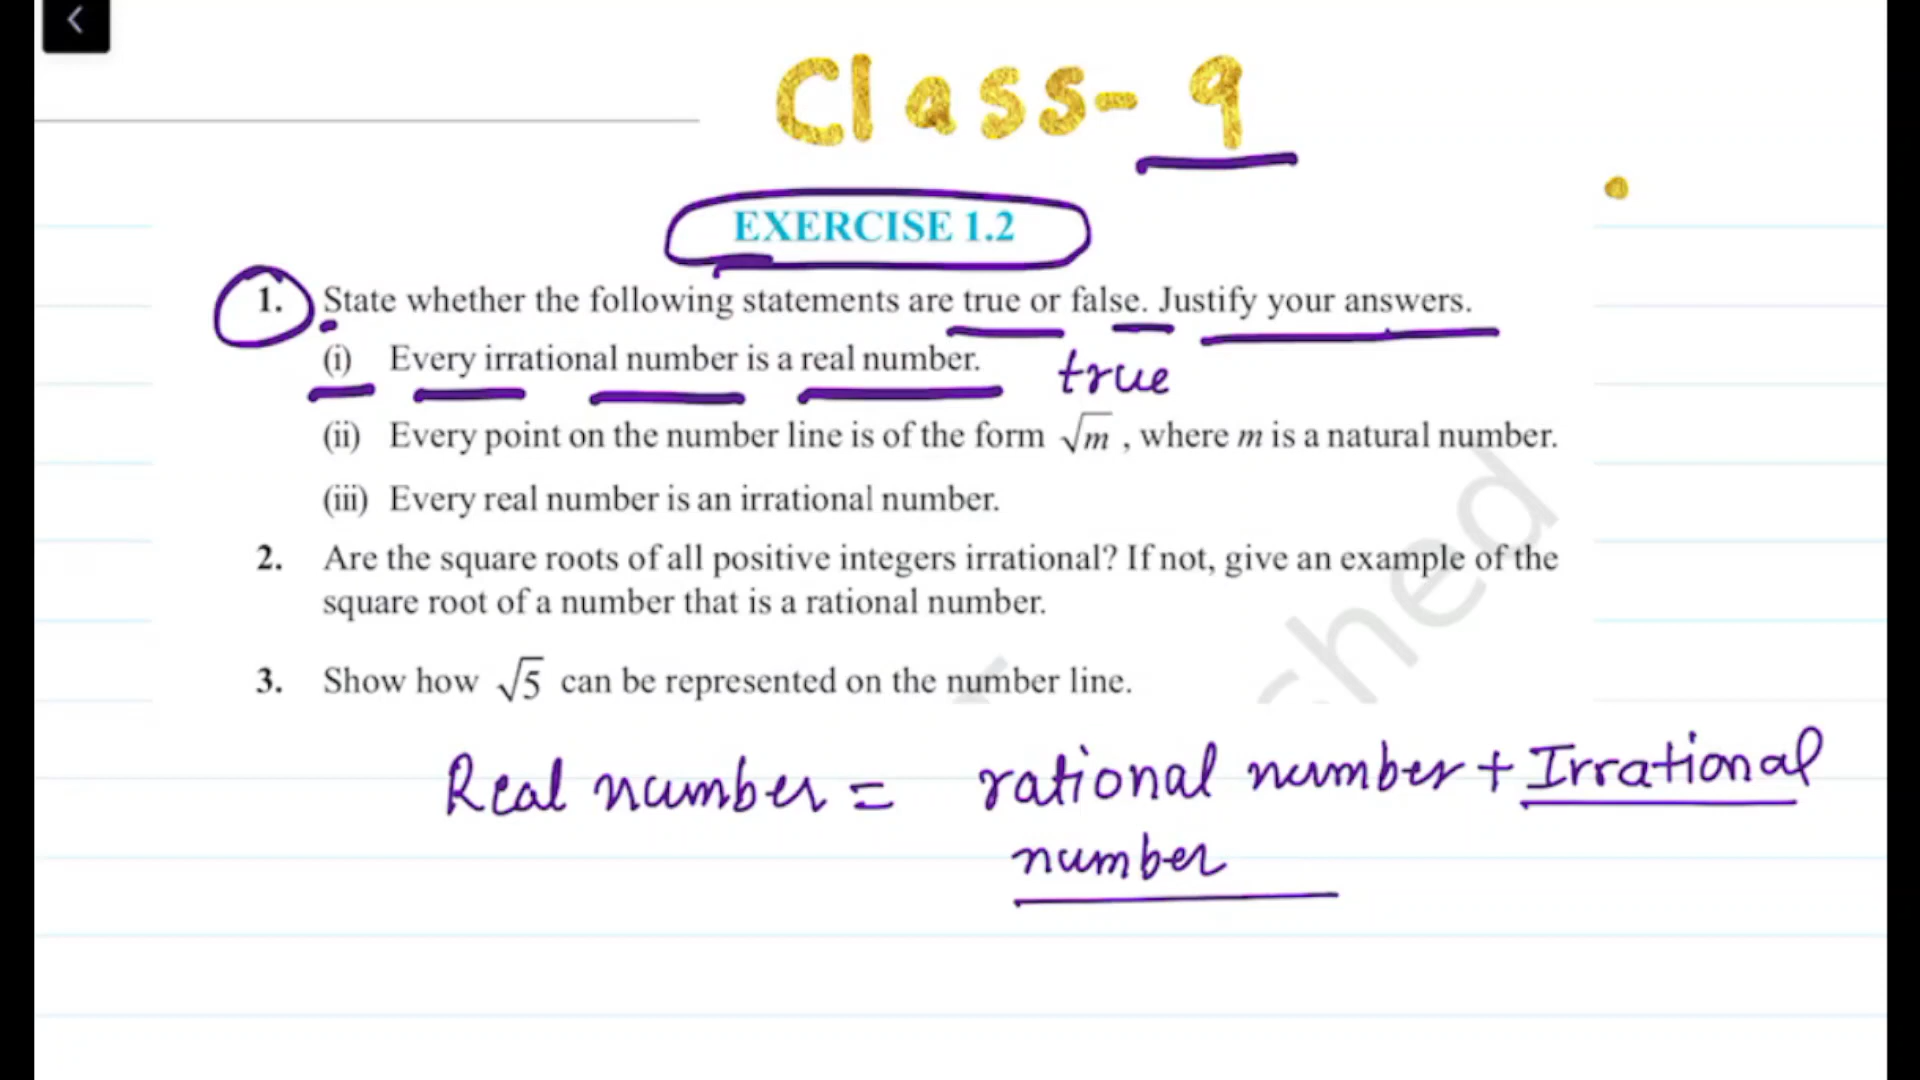 Class-9
EXERCISE 1.2
1. State whether the following statements are true or false. Justify your answers.
(i) Every irrational number is a real number. true
(ii) Every point on the number line is of the form √m , where m is a natural number.
(iii) Every real number is an irrational number.
2. Are the square roots of all positive integers irrational? If not, give an example of the
square root of a number that is a rational number.
3. Show how √5 can be represented on the number line.
shed
Real number = rational number + Irrational
number